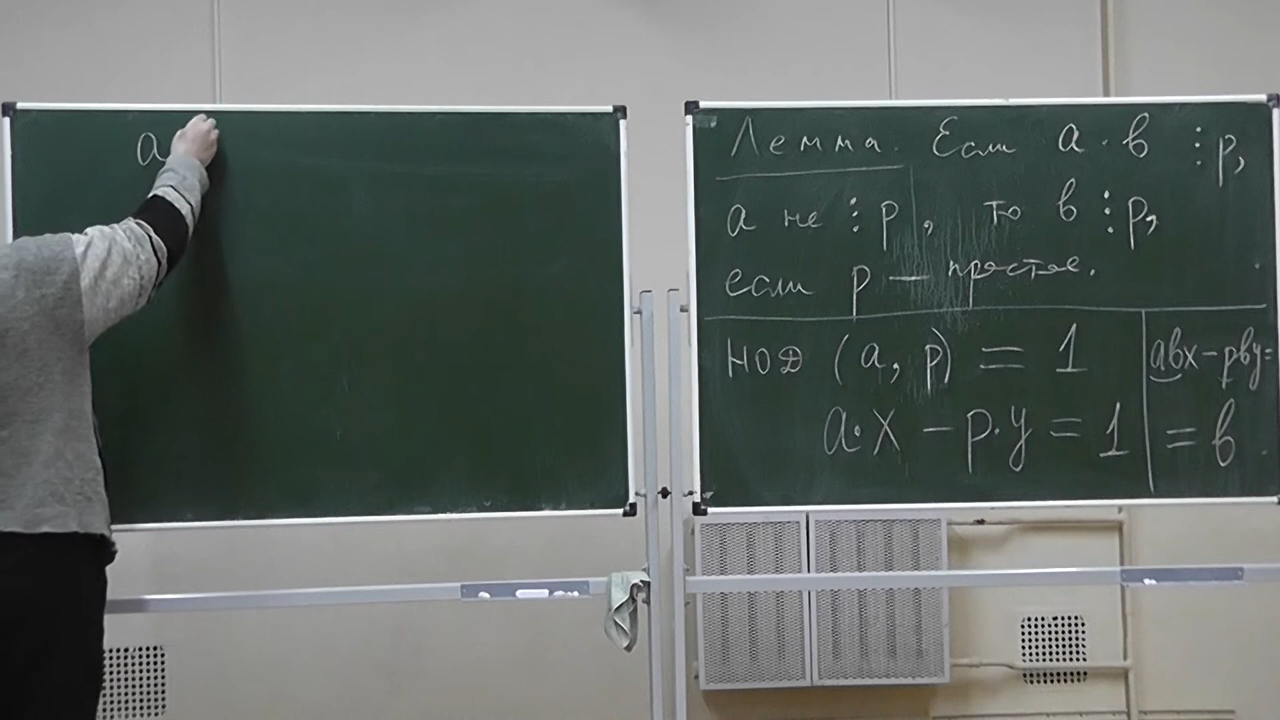 a
Лемма. Если a · b ⋮ p,
a не ⋮ p, то b ⋮ p,
если p — простое.
НОД (a, p) = 1
a·x − p·y = 1
abx − pby =
= b